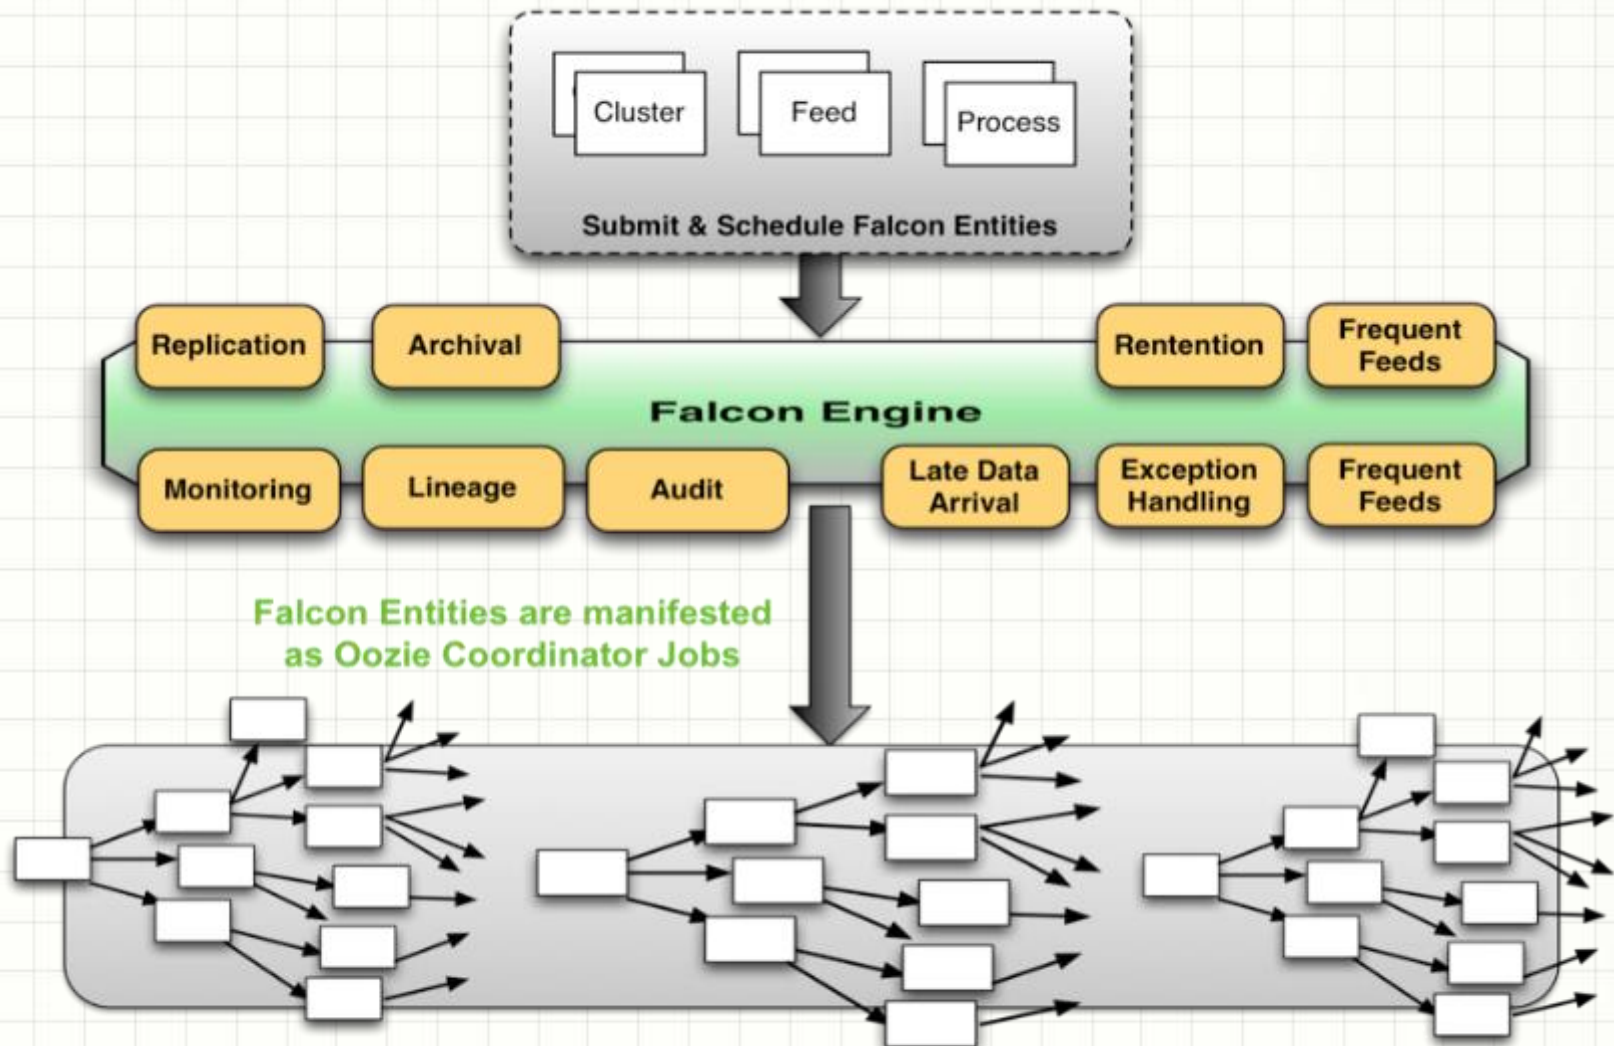 Cluster
Feed
Process
Submit & Schedule Falcon Entities
Replication
Archival
Rentention
Frequent
Feeds
Falcon Engine
Monitoring
Lineage
Audit
Late Data
Arrival
Exception
Handling
Frequent
Feeds
Falcon Entities are manifested
as Oozie Coordinator Jobs